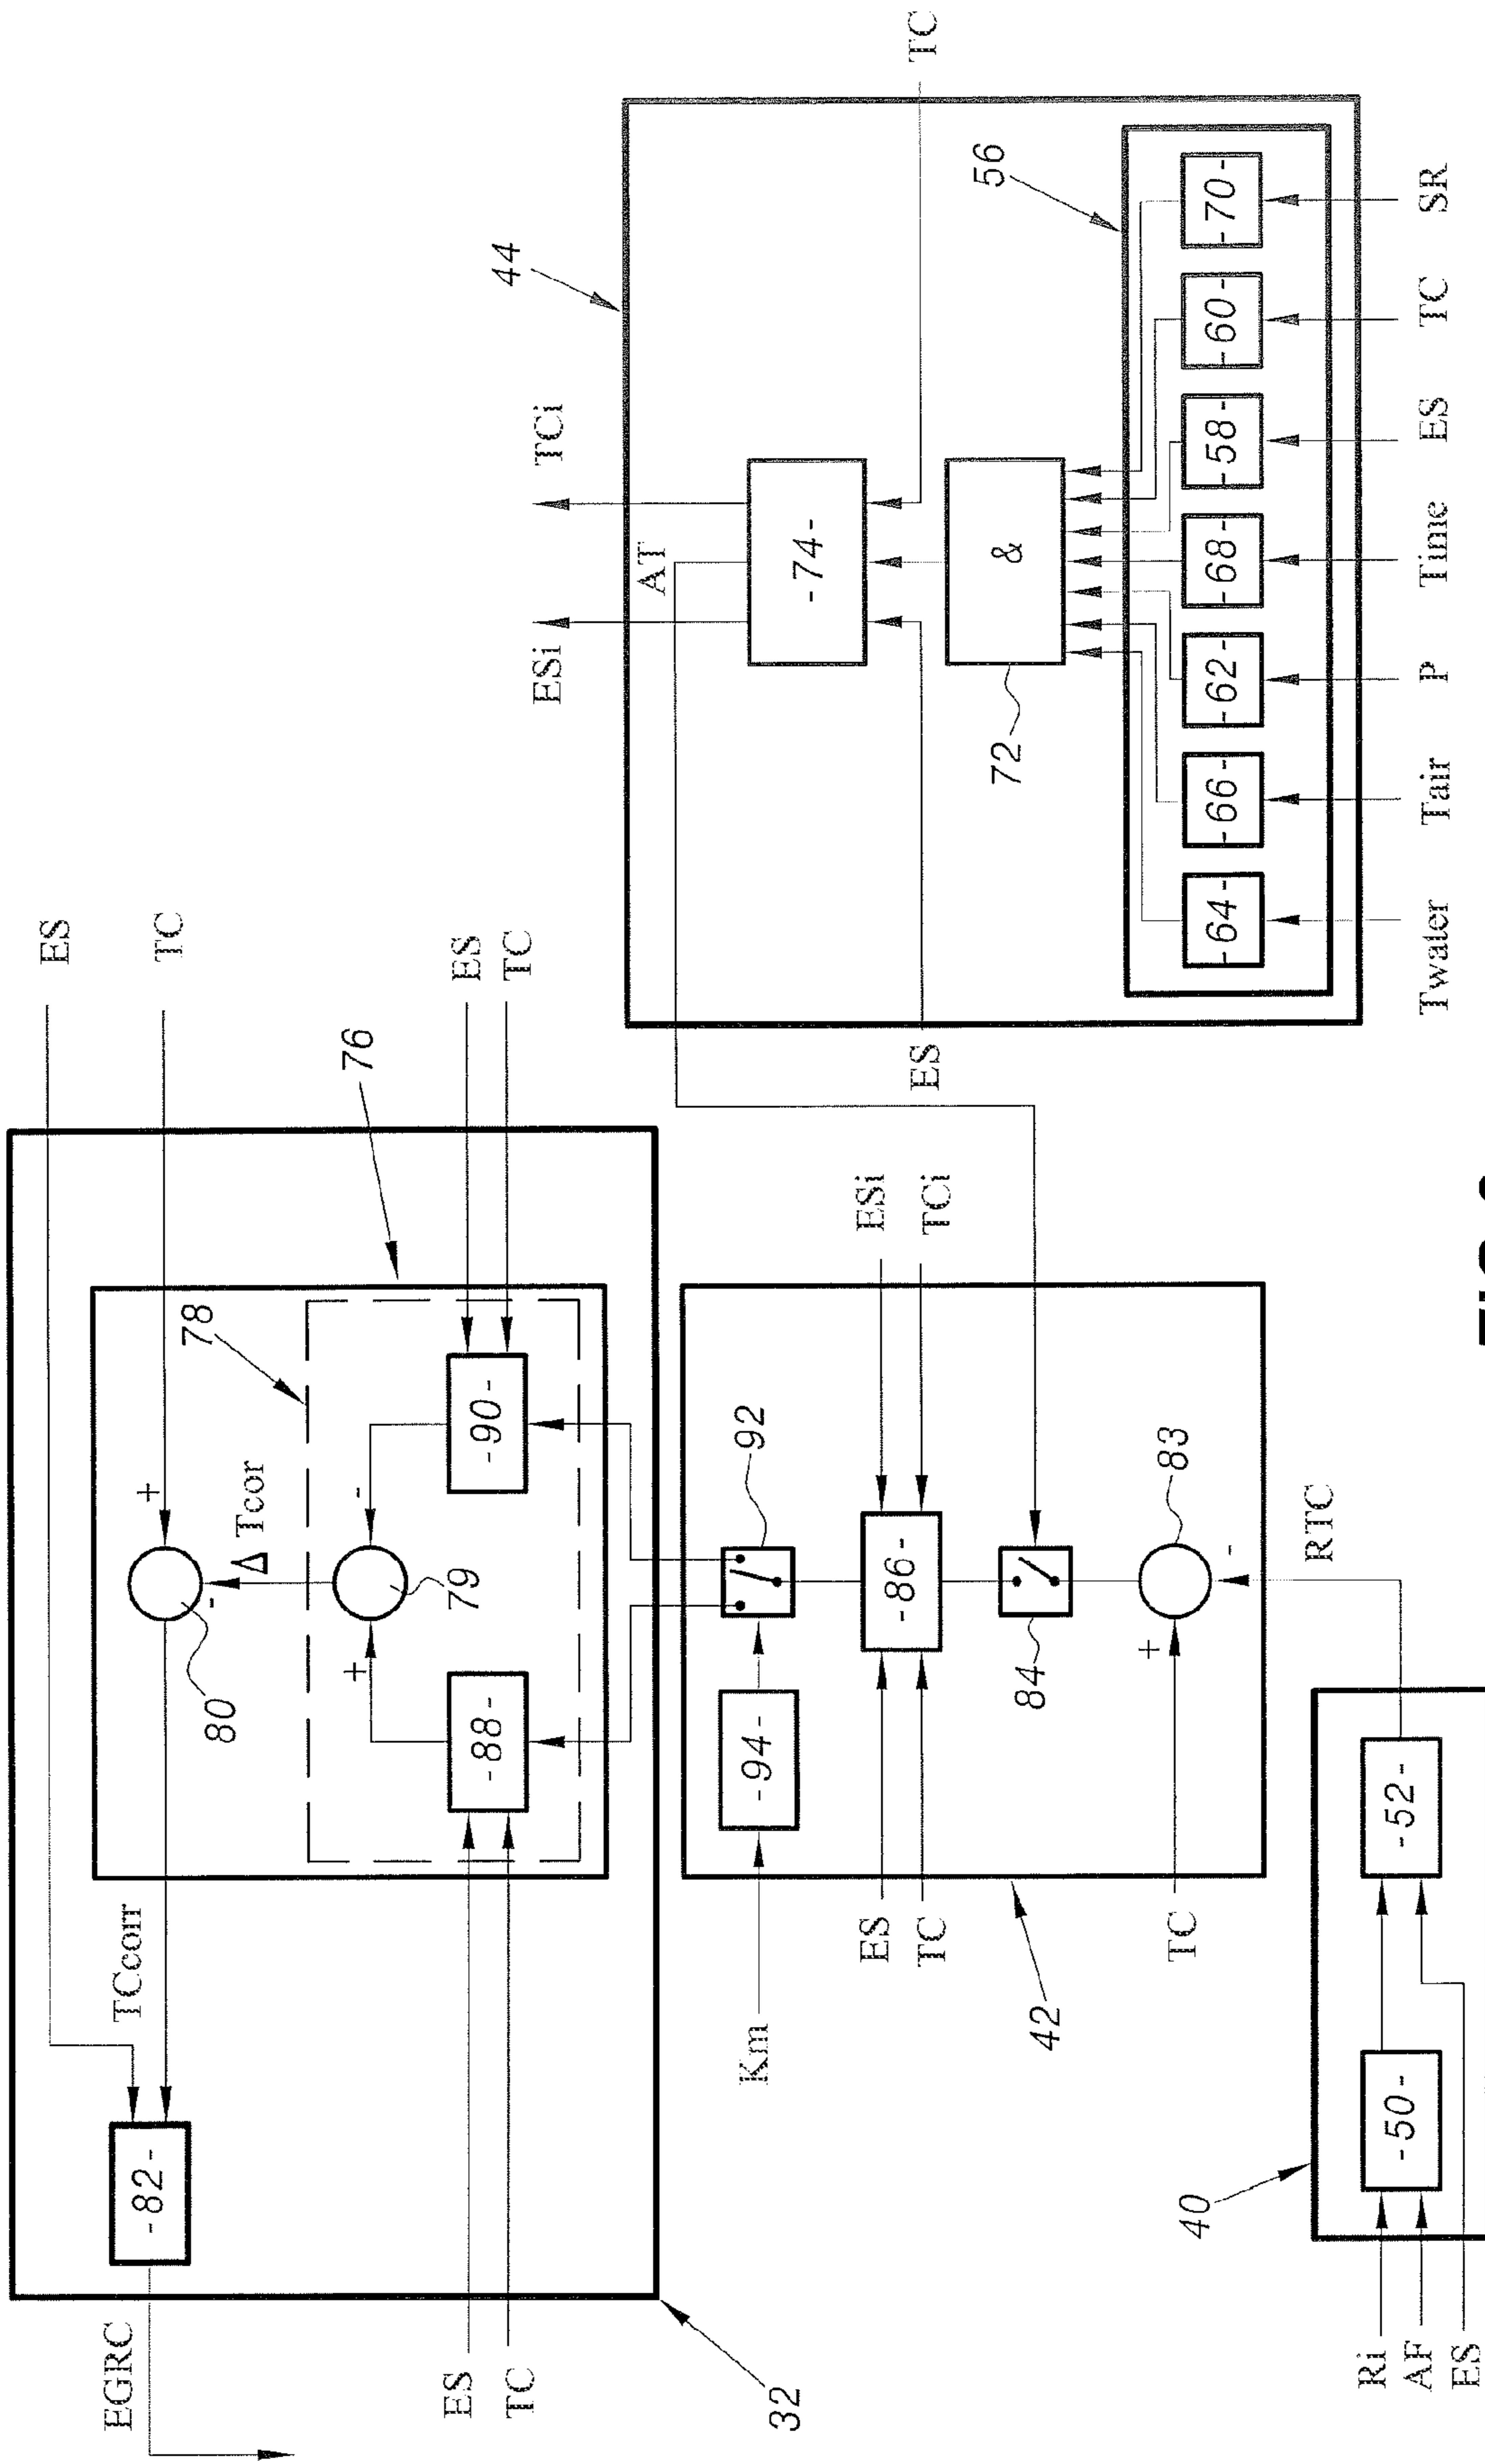 EGRC
-82-
TCcorr
ES
TC
+
80
-
Δ Tcor
78
76
79
+
-
-88-
-90-
ES
TC
ES
TC
32
Km
-94-
92
ES
TC
-86-
ESi
TCi
84
42
TC
+
83
-
RTC
40
Ri
AF
ES
-50-
-52-
ESi
AT
TCi
44
-74-
ES
TC
72
&
56
-64-
-66-
-62-
-68-
-58-
-60-
-70-
Twater
Tair
P
Time
ES
TC
SR